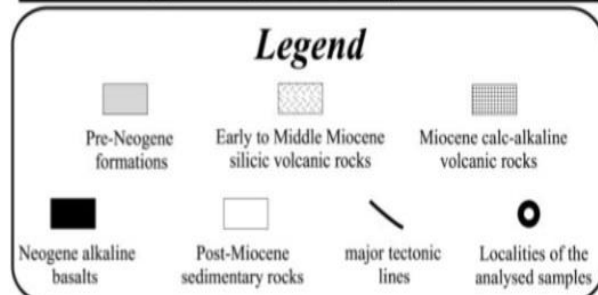 Legend
Pre-Neogene
formations
Early to Middle Miocene
silicic volcanic rocks
Miocene calc-alkaline
volcanic rocks
Neogene alkaline
basalts
Post-Miocene
sedimentary rocks
major tectonic
lines
Localities of the
analysed samples